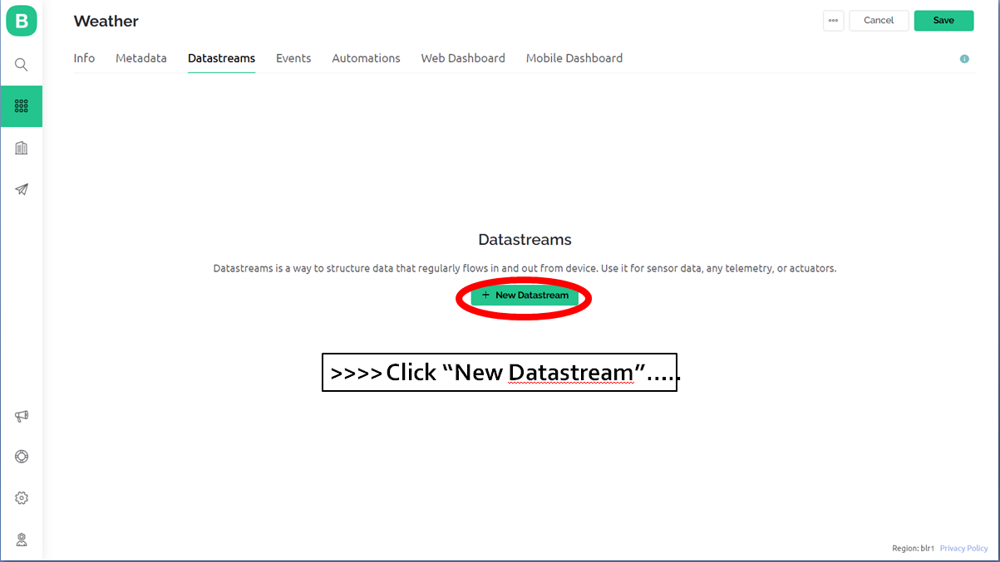 B
Weather
Cancel
Save
Info Metadata Datastreams Events Automations Web Dashboard Mobile Dashboard
Datastreams
Datastreams is a way to structure data that regularly flows in and out from device. Use it for sensor data, any telemetry, or actuators.
+ New Datastream
>>>> Click “New Datastream”.....
Region: blr1 Privacy Policy